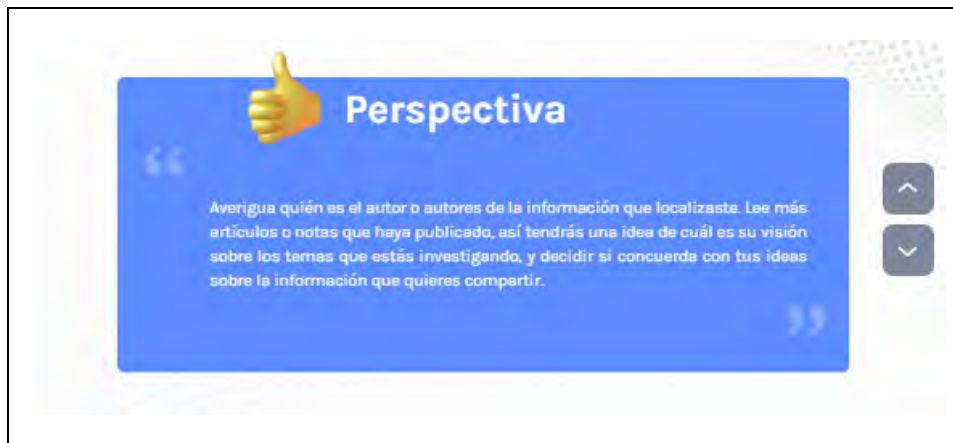 Perspectiva
“
Averigua quién es el autor o autores de la información que localizaste. Lee más
artículos o notas que haya publicado, así tendrás una idea de cuál es su visión
sobre los temas que estás investigando, y decidir si concuerda con tus ideas
sobre la información que quieres compartir.
”